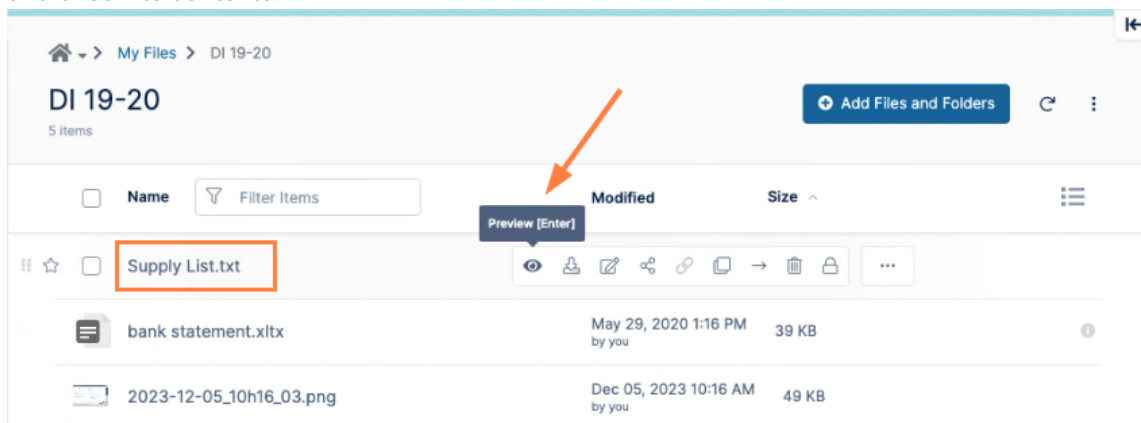 My Files DI 19-20
DI 19-20
5 items
Add Files and Folders
Name Filter Items Modified Size
Preview [Enter]
Supply List.txt
bank statement.xltx May 29, 2020 1:16 PM 39 KB
by you
2023-12-05_10h16_03.png Dec 05, 2023 10:16 AM 49 KB
by you